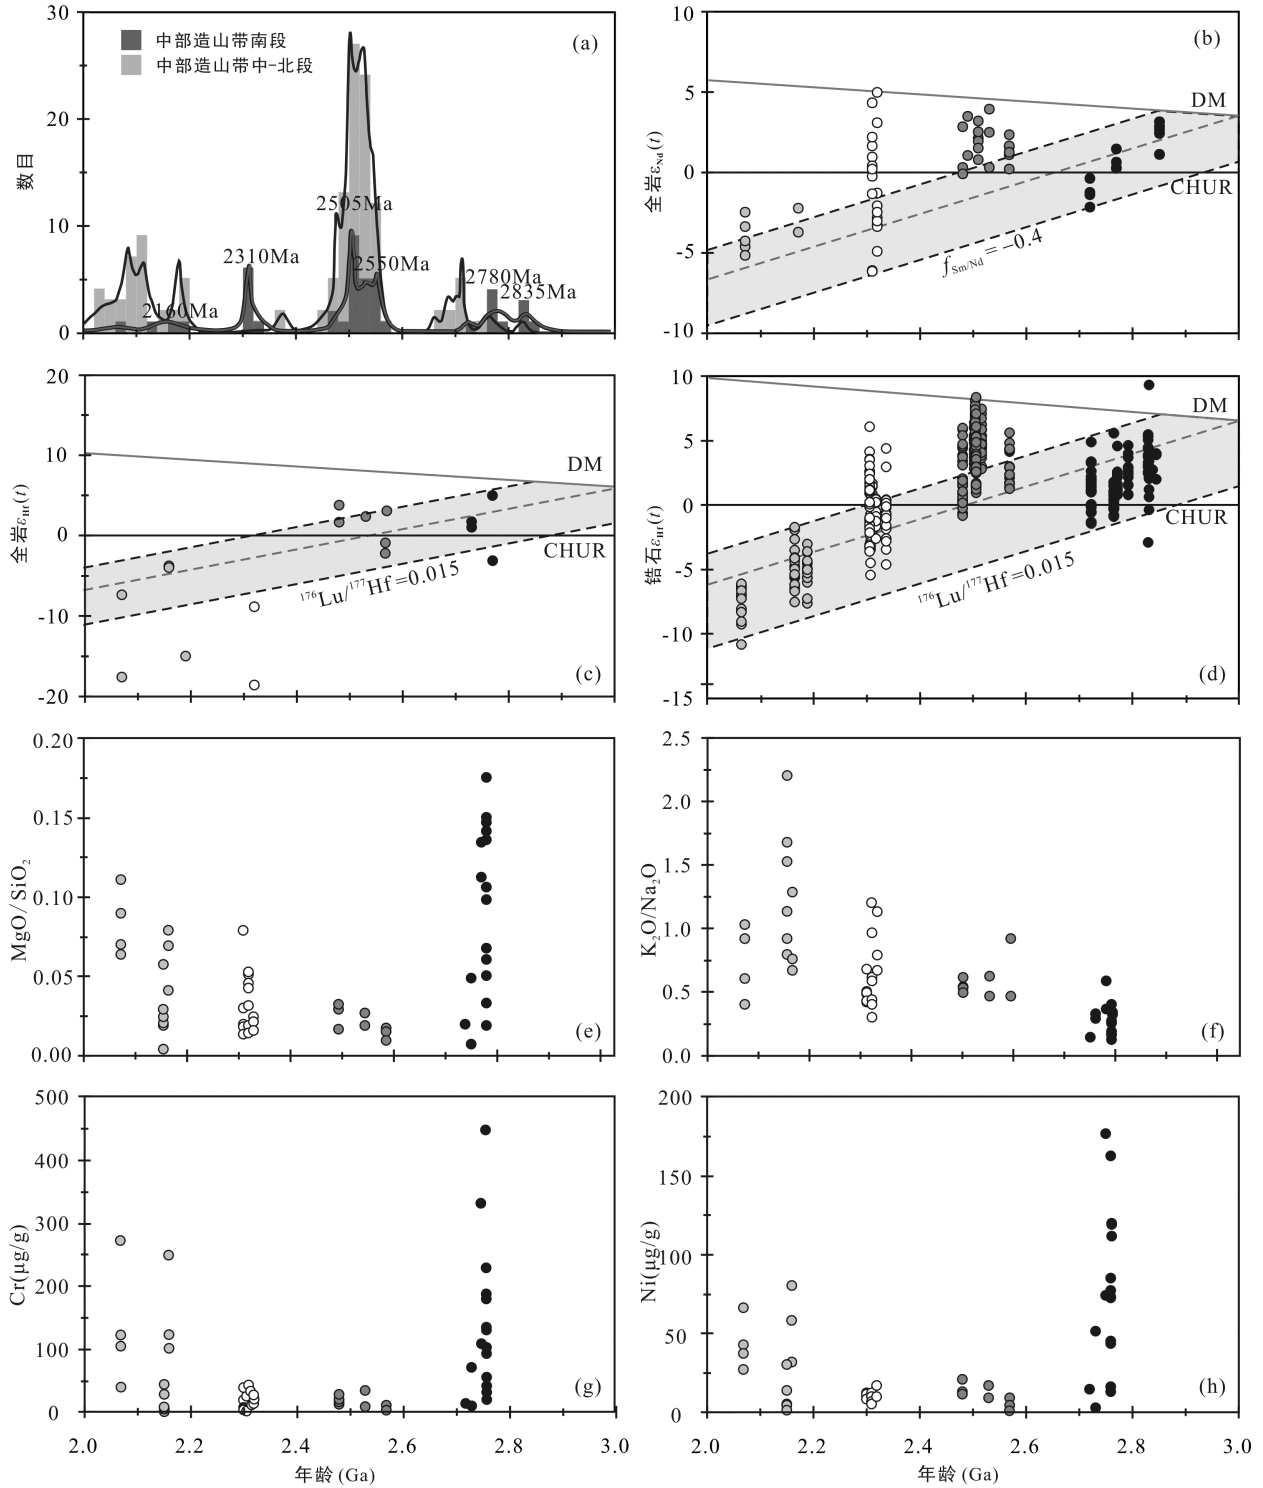 30
20
10
0
数目
中部造山带南段
中部造山带中-北段
(a)
2505Ma
2310Ma
2550Ma
2780Ma
2835Ma
2160Ma
10
5
0
-5
-10
全岩εNd(t)
(b)
DM
CHUR
fSm/Nd=−0.4
20
10
0
-10
-20
全岩εHf(t)
DM
CHUR
176Lu/177Hf=0.015
(c)
10
5
0
-5
-10
-15
锆石εHf(t)
DM
CHUR
176Lu/177Hf=0.015
(d)
0.20
0.15
0.10
0.05
0.00
MgO/SiO2
(e)
2.5
2.0
1.5
1.0
0.5
0.0
K2O/Na2O
(f)
500
400
300
200
100
0
Cr(μg/g)
(g)
2.0 2.2 2.4 2.6 2.8 3.0
年龄(Ga)
200
150
100
50
0
Ni(μg/g)
(h)
2.0 2.2 2.4 2.6 2.8 3.0
年龄(Ga)